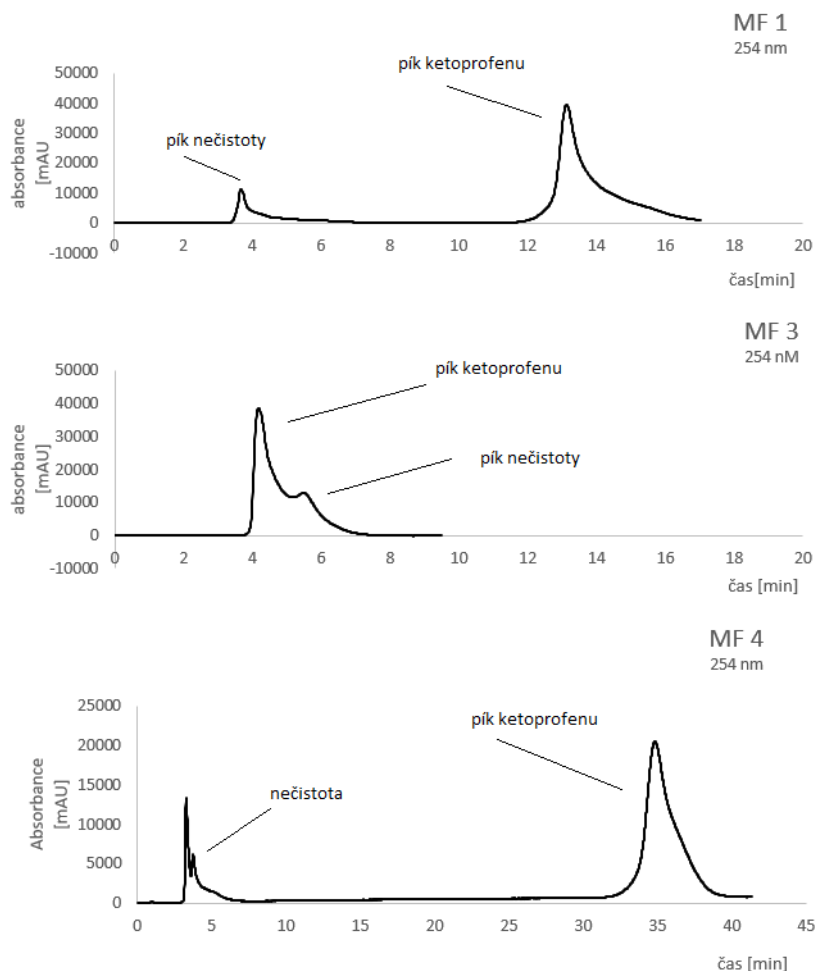 MF 1
254 nm
pík ketoprofenu
pík nečistoty
absorbance
[mAU]
50000
40000
30000
20000
10000
0
-10000
0 2 4 6 8 10 12 14 16 18 20
čas[min]
MF 3
254 nM
pík ketoprofenu
pík nečistoty
absorbance
[mAU]
50000
40000
30000
20000
10000
0
-10000
0 2 4 6 8 10 12 14 16 18 20
čas [min]
MF 4
254 nm
pík ketoprofenu
nečistota
Absorbance
[mAU]
25000
20000
15000
10000
5000
0
0 5 10 15 20 25 30 35 40 45
čas [min]